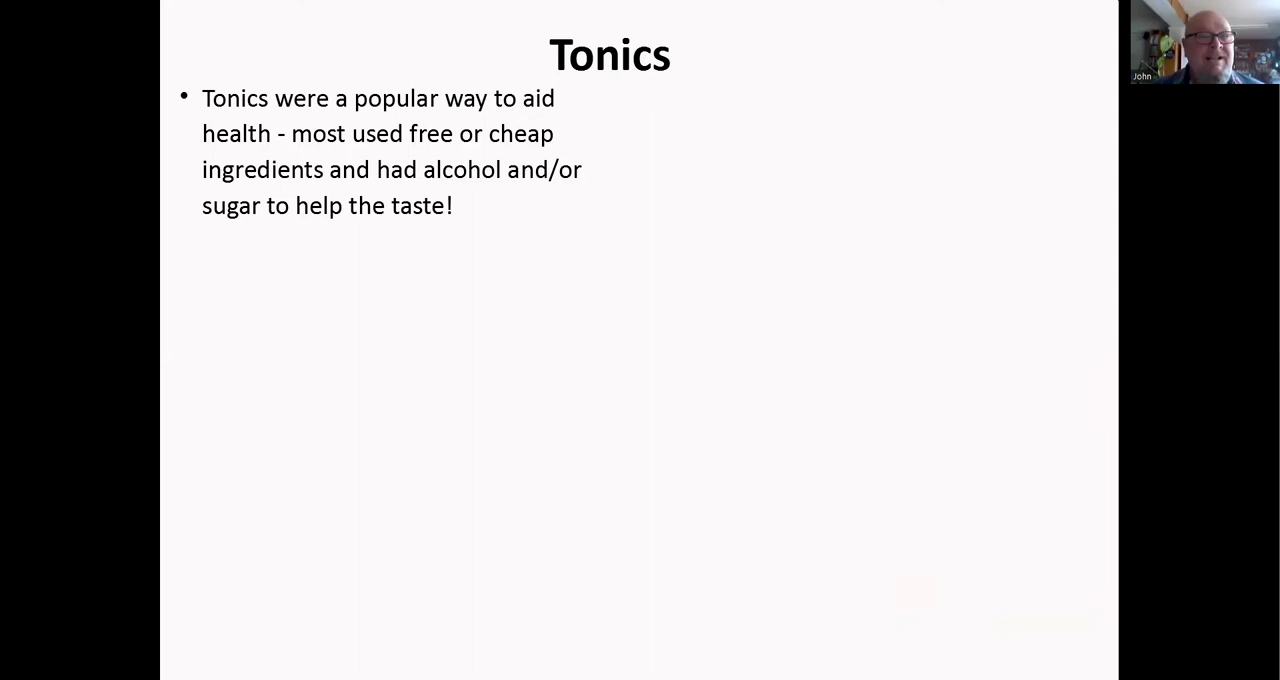 Tonics
• Tonics were a popular way to aid
health - most used free or cheap
ingredients and had alcohol and/or
sugar to help the taste!
John